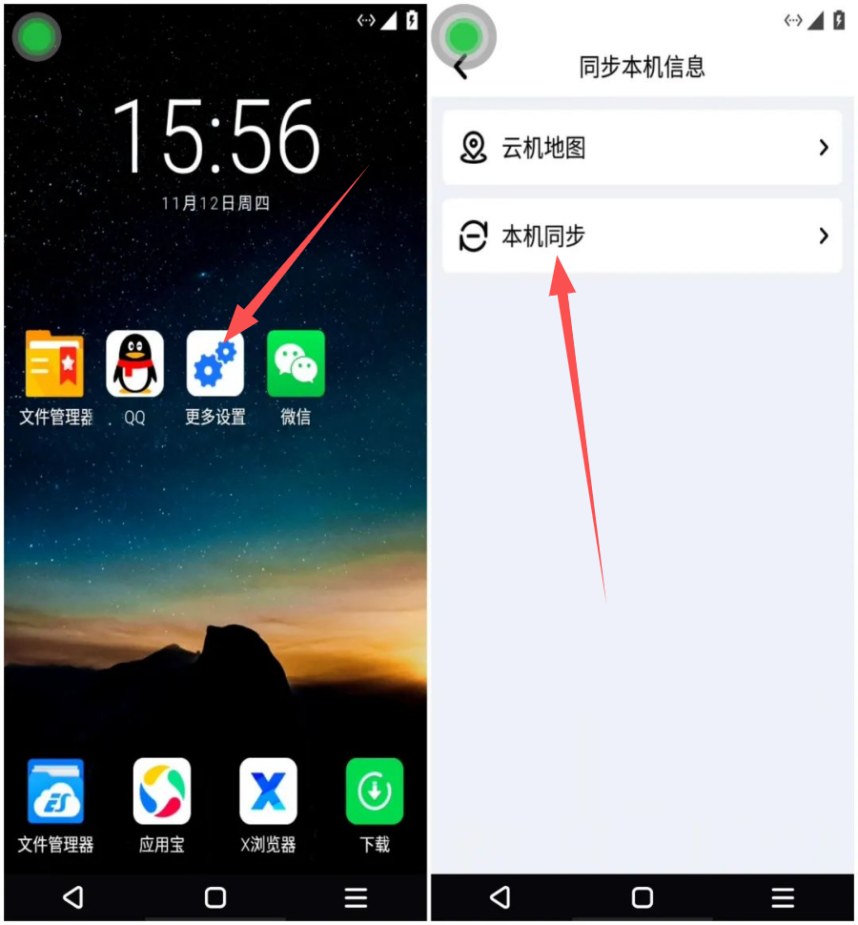 15:56
11月12日周四
文件管理器
QQ
更多设置
微信
ES
文件管理器
应用宝
X浏览器
下载
同步本机信息
云机地图
本机同步